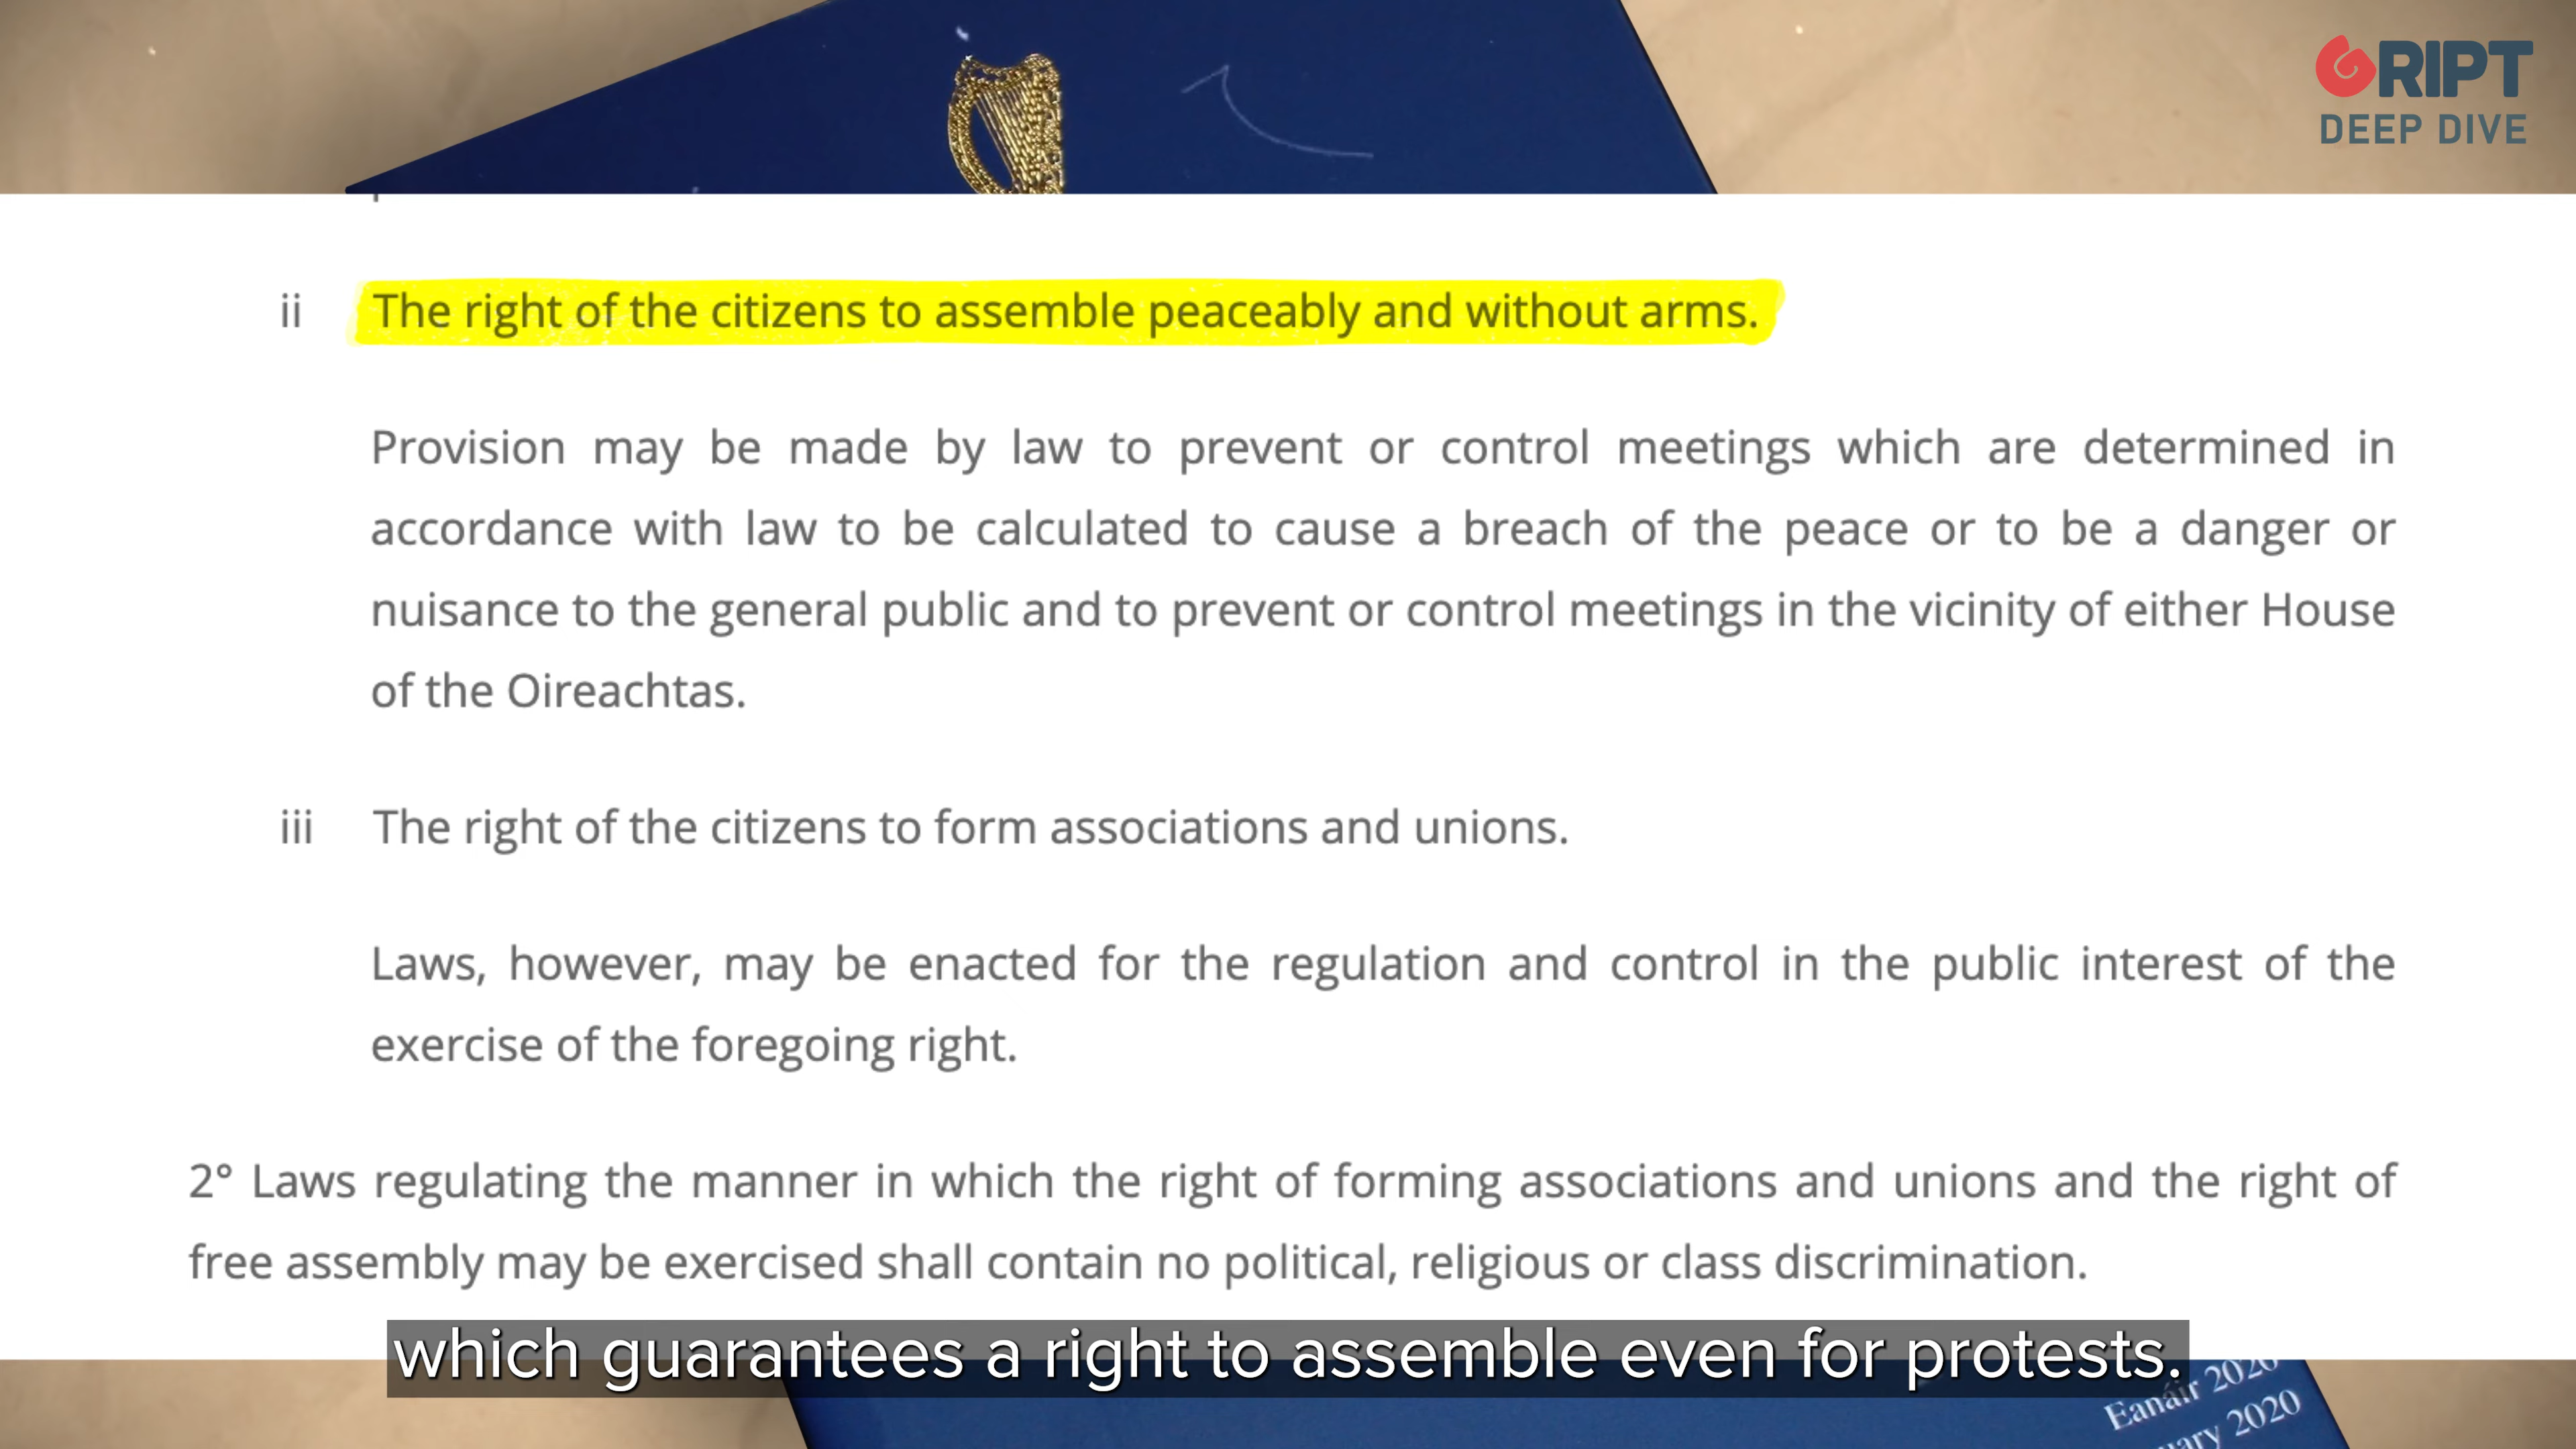 GRIPT
DEEP DIVE
ii The right of the citizens to assemble peaceably and without arms.
Provision may be made by law to prevent or control meetings which are determined in
accordance with law to be calculated to cause a breach of the peace or to be a danger or
nuisance to the general public and to prevent or control meetings in the vicinity of either House
of the Oireachtas.
iii The right of the citizens to form associations and unions.
Laws, however, may be enacted for the regulation and control in the public interest of the
exercise of the foregoing right.
2° Laws regulating the manner in which the right of forming associations and unions and the right of
free assembly may be exercised shall contain no political, religious or class discrimination.
which guarantees a right to assemble even for protests.
Eanáir 2020
2020